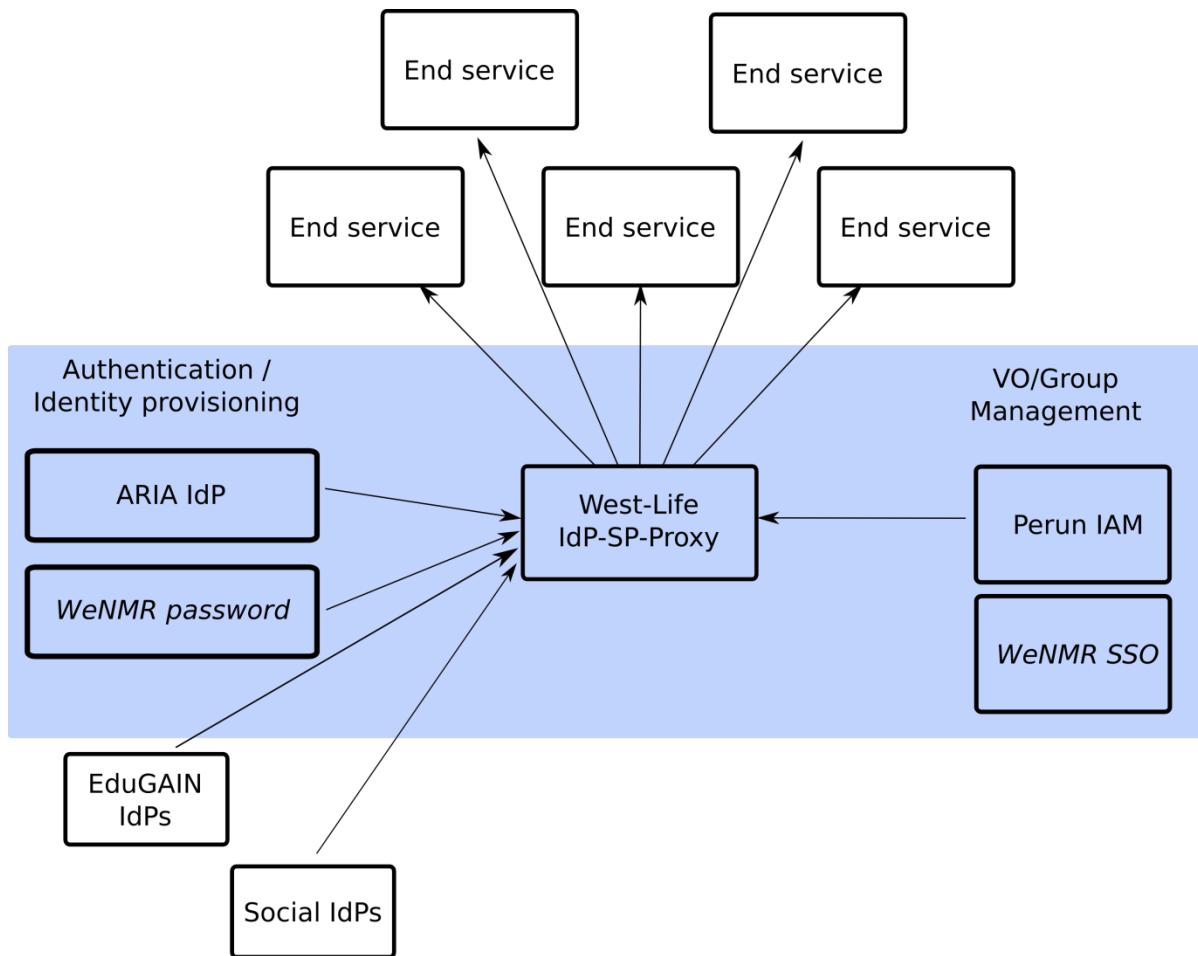 End service
End service
End service
End service
End service
Authentication /
Identity provisioning
VO/Group
Management
ARIA IdP
West-Life
IdP-SP-Proxy
Perun IAM
WeNMR password
WeNMR SSO
EduGAIN
IdPs
Social IdPs